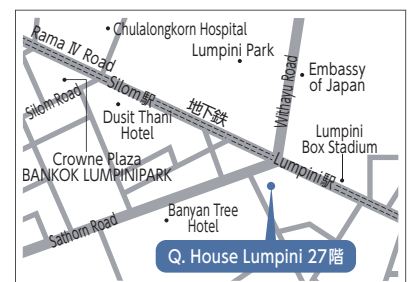 Chulalongkorn Hospital
Rama Ⅳ Road
Lumpini Park
Silom駅
地下鉄
Withayu Road
Embassy
of Japan
Silom Road
Dusit Thani
Hotel
Lumpini
Box Stadium
Crowne Plaza
BANKOK LUMPINIPARK
Lumpini駅
Banyan Tree
Hotel
Sathorn Road
Q. House Lumpini 27階